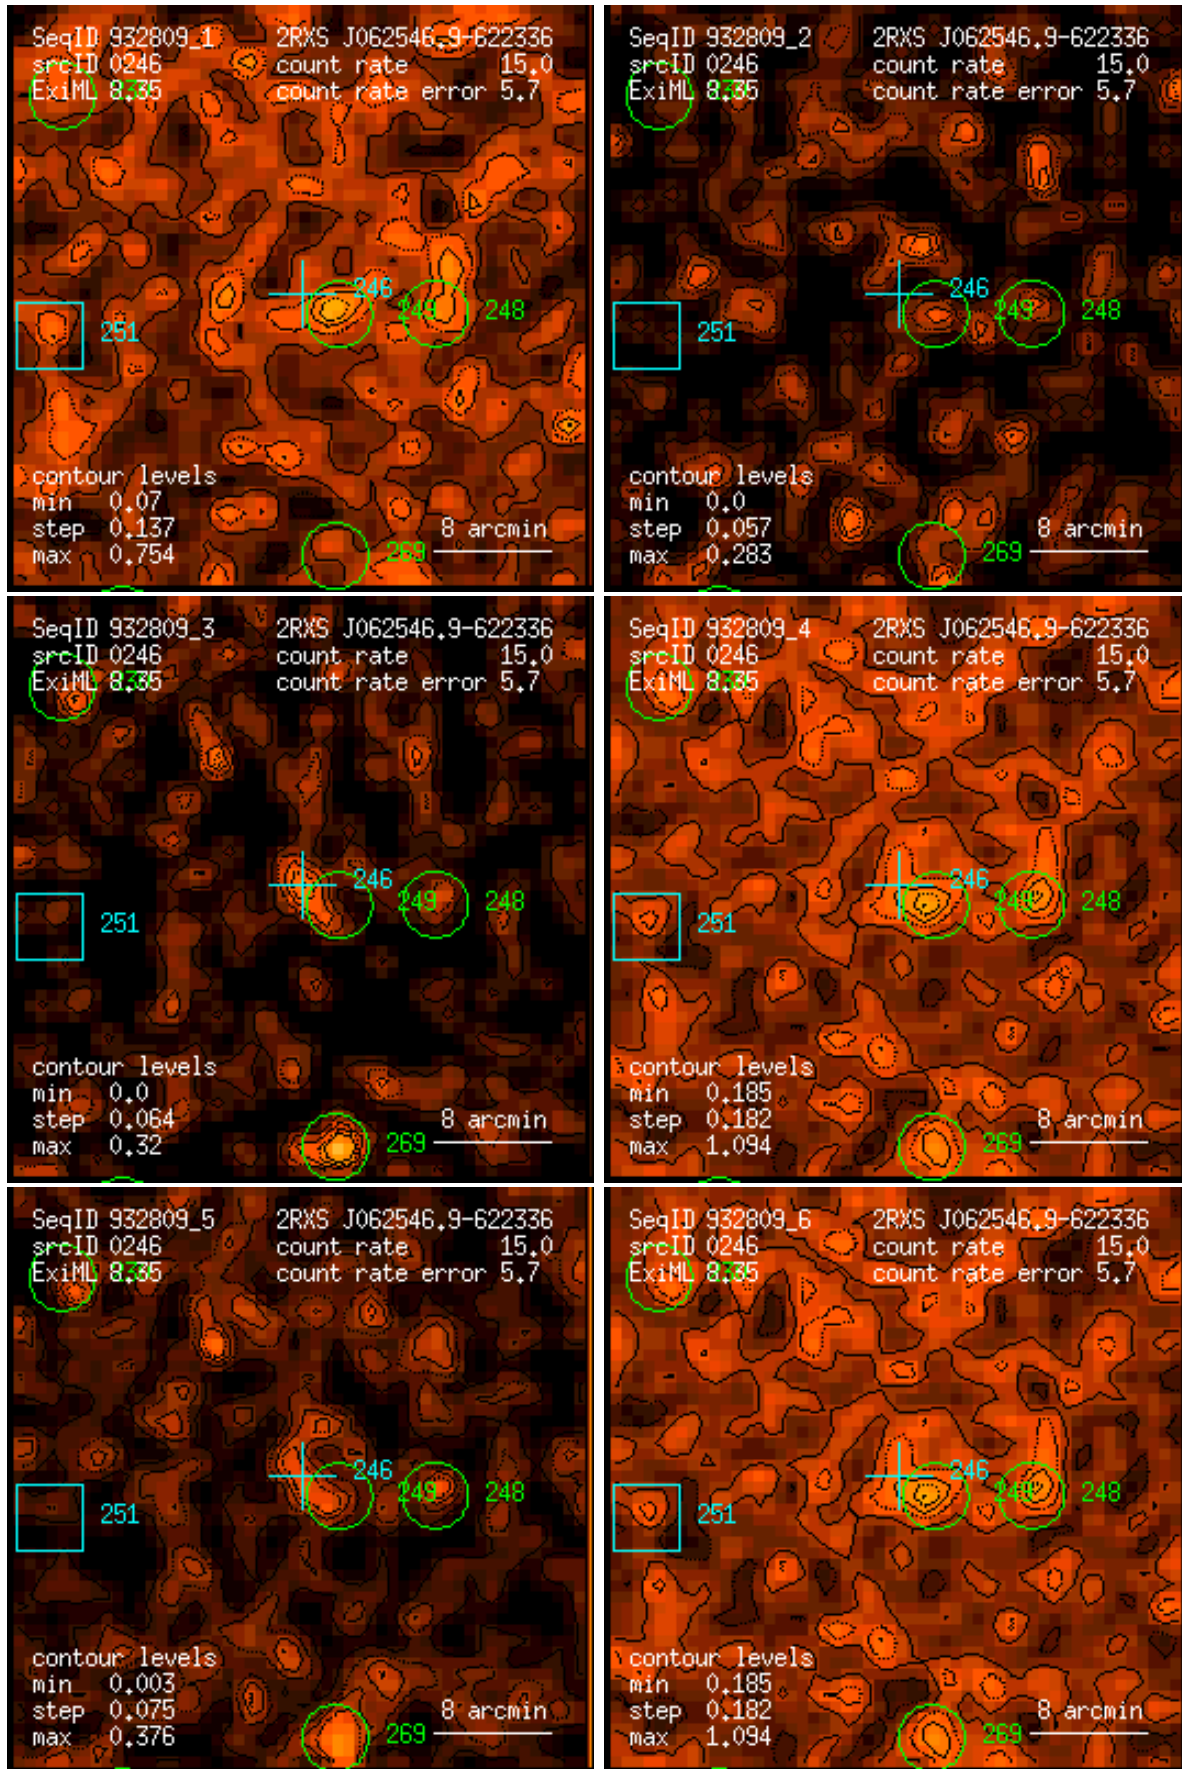 SeqID 932809_1 2RXS J062546.9-622336
srcID 0246 count rate 15.0
ExiML 8.35 count rate error 5.7
246
249 248
251
contour levels
min 0.07
step 0.137 8 arcmin
max 0.754 269
SeqID 932809_2 2RXS J062546.9-622336
srcID 0246 count rate 15.0
ExiML 8.35 count rate error 5.7
246
249 248
251
contour levels
min 0.0
step 0.057 8 arcmin
max 0.283 269
SeqID 932809_3 2RXS J062546.9-622336
srcID 0246 count rate 15.0
ExiML 8.35 count rate error 5.7
246
249 248
251
contour levels
min 0.0
step 0.064 8 arcmin
max 0.32 269
SeqID 932809_4 2RXS J062546.9-622336
srcID 0246 count rate 15.0
ExiML 8.35 count rate error 5.7
246
249 248
251
contour levels
min 0.185
step 0.182 8 arcmin
max 1.094 269
SeqID 932809_5 2RXS J062546.9-622336
srcID 0246 count rate 15.0
ExiML 8.35 count rate error 5.7
246
249 248
251
contour levels
min 0.003
step 0.075 8 arcmin
max 0.376 269
SeqID 932809_6 2RXS J062546.9-622336
srcID 0246 count rate 15.0
ExiML 8.35 count rate error 5.7
246
249 248
251
contour levels
min 0.185
step 0.182 8 arcmin
max 1.094 269